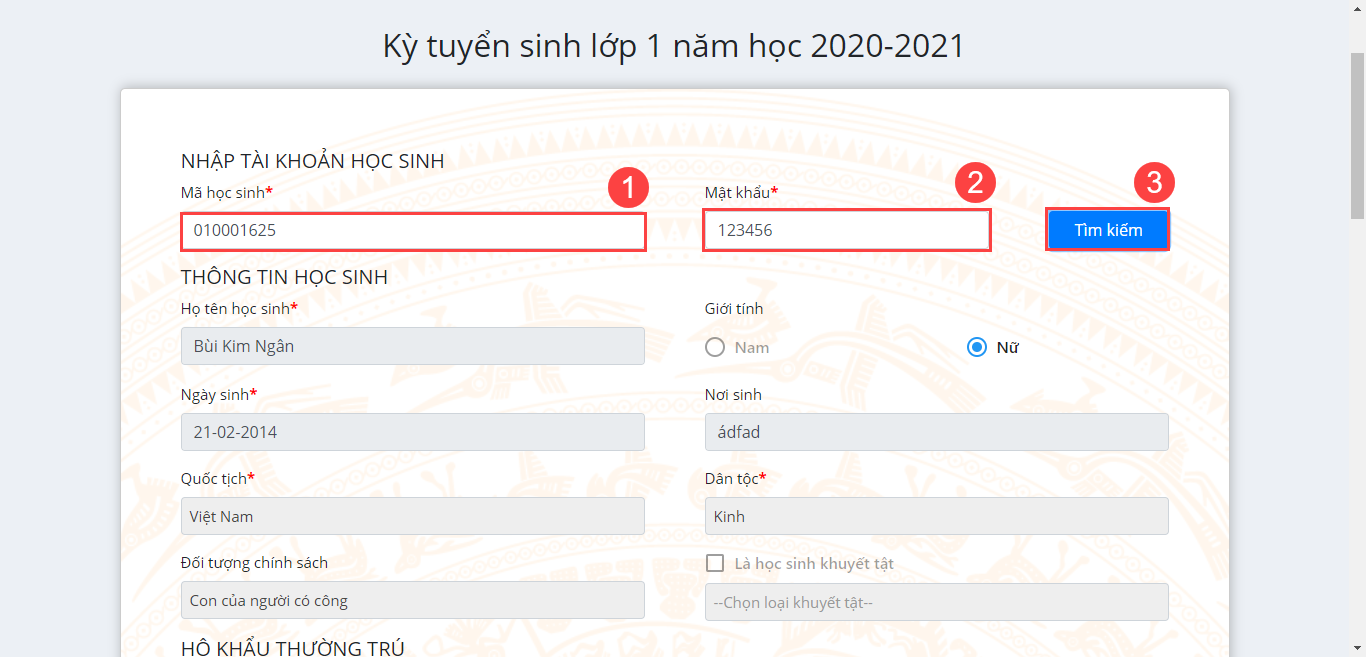 Kỳ tuyển sinh lớp 1 năm học 2020-2021
NHẬP TÀI KHOẢN HỌC SINH
Mã học sinh* 1 Mật khẩu* 2 3
010001625 123456 Tìm kiếm
THÔNG TIN HỌC SINH
Họ tên học sinh* Giới tính
Bùi Kim Ngân Nam Nữ
Ngày sinh* Nơi sinh
21-02-2014 ádfad
Quốc tịch* Dân tộc*
Việt Nam Kinh
Đối tượng chính sách Là học sinh khuyết tật
Con của người có công --Chọn loại khuyết tật--
HỘ KHẨU THƯỜNG TRÚ